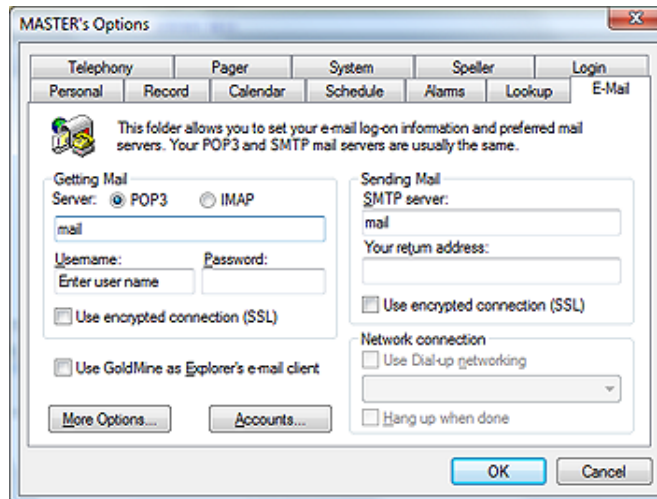 MASTER's Options
Telephony Pager System Speller Login
Personal Record Calendar Schedule Alarms Lookup E-Mail
This folder allows you to set your e-mail log-on information and preferred mail
servers. Your POP3 and SMTP mail servers are usually the same.
Getting Mail
Server: POP3 IMAP
mail
Username: Password:
Enter user name
Use encrypted connection (SSL)
Use GoldMine as Explorer's e-mail client
More Options... Accounts...
Sending Mail
SMTP server:
mail
Your return address:
Use encrypted connection (SSL)
Network connection
Use Dial-up networking
Hang up when done
OK Cancel